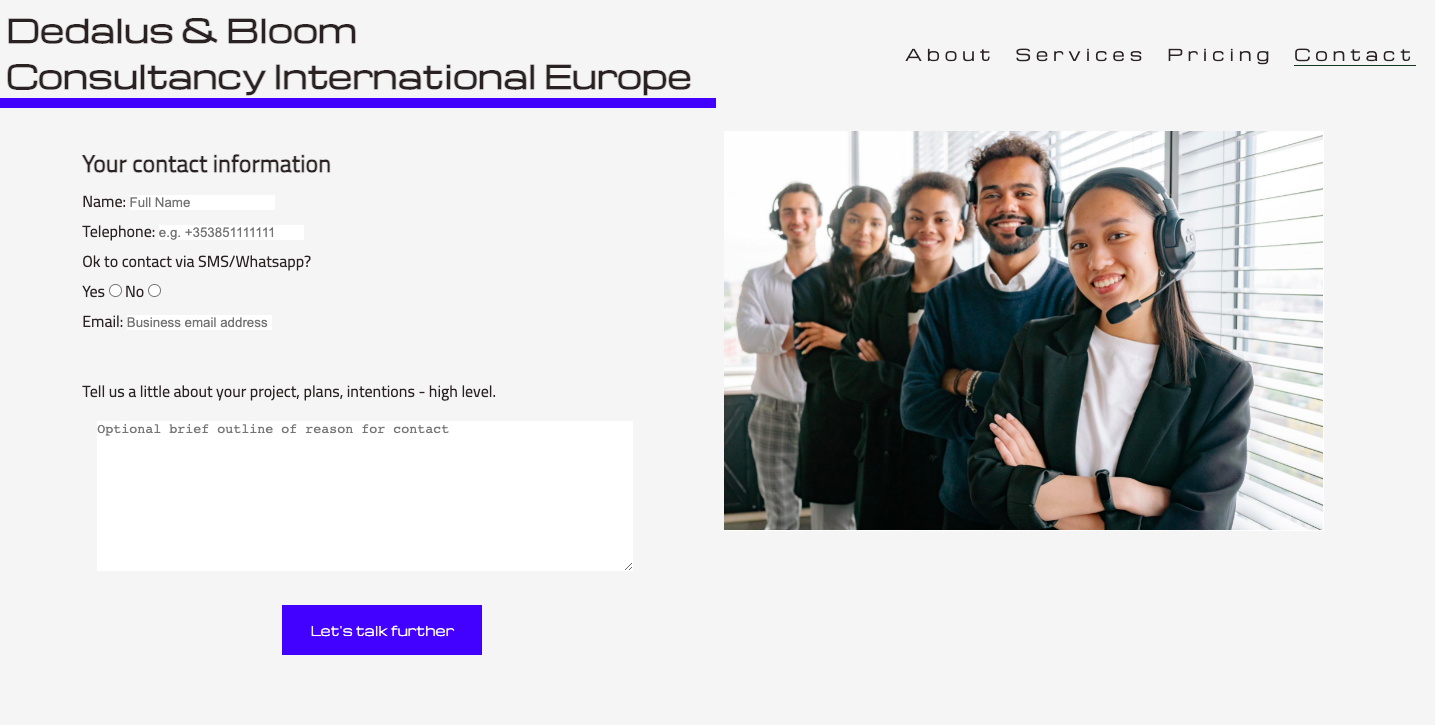 Dedalus & Bloom
Consultancy International Europe
About Services Pricing Contact
Your contact information
Name: Full Name
Telephone: e.g. +353851111111
Ok to contact via SMS/Whatsapp?
Yes No
Email: Business email address
Tell us a little about your project, plans, intentions - high level.
Optional brief outline of reason for contact
Let's talk further